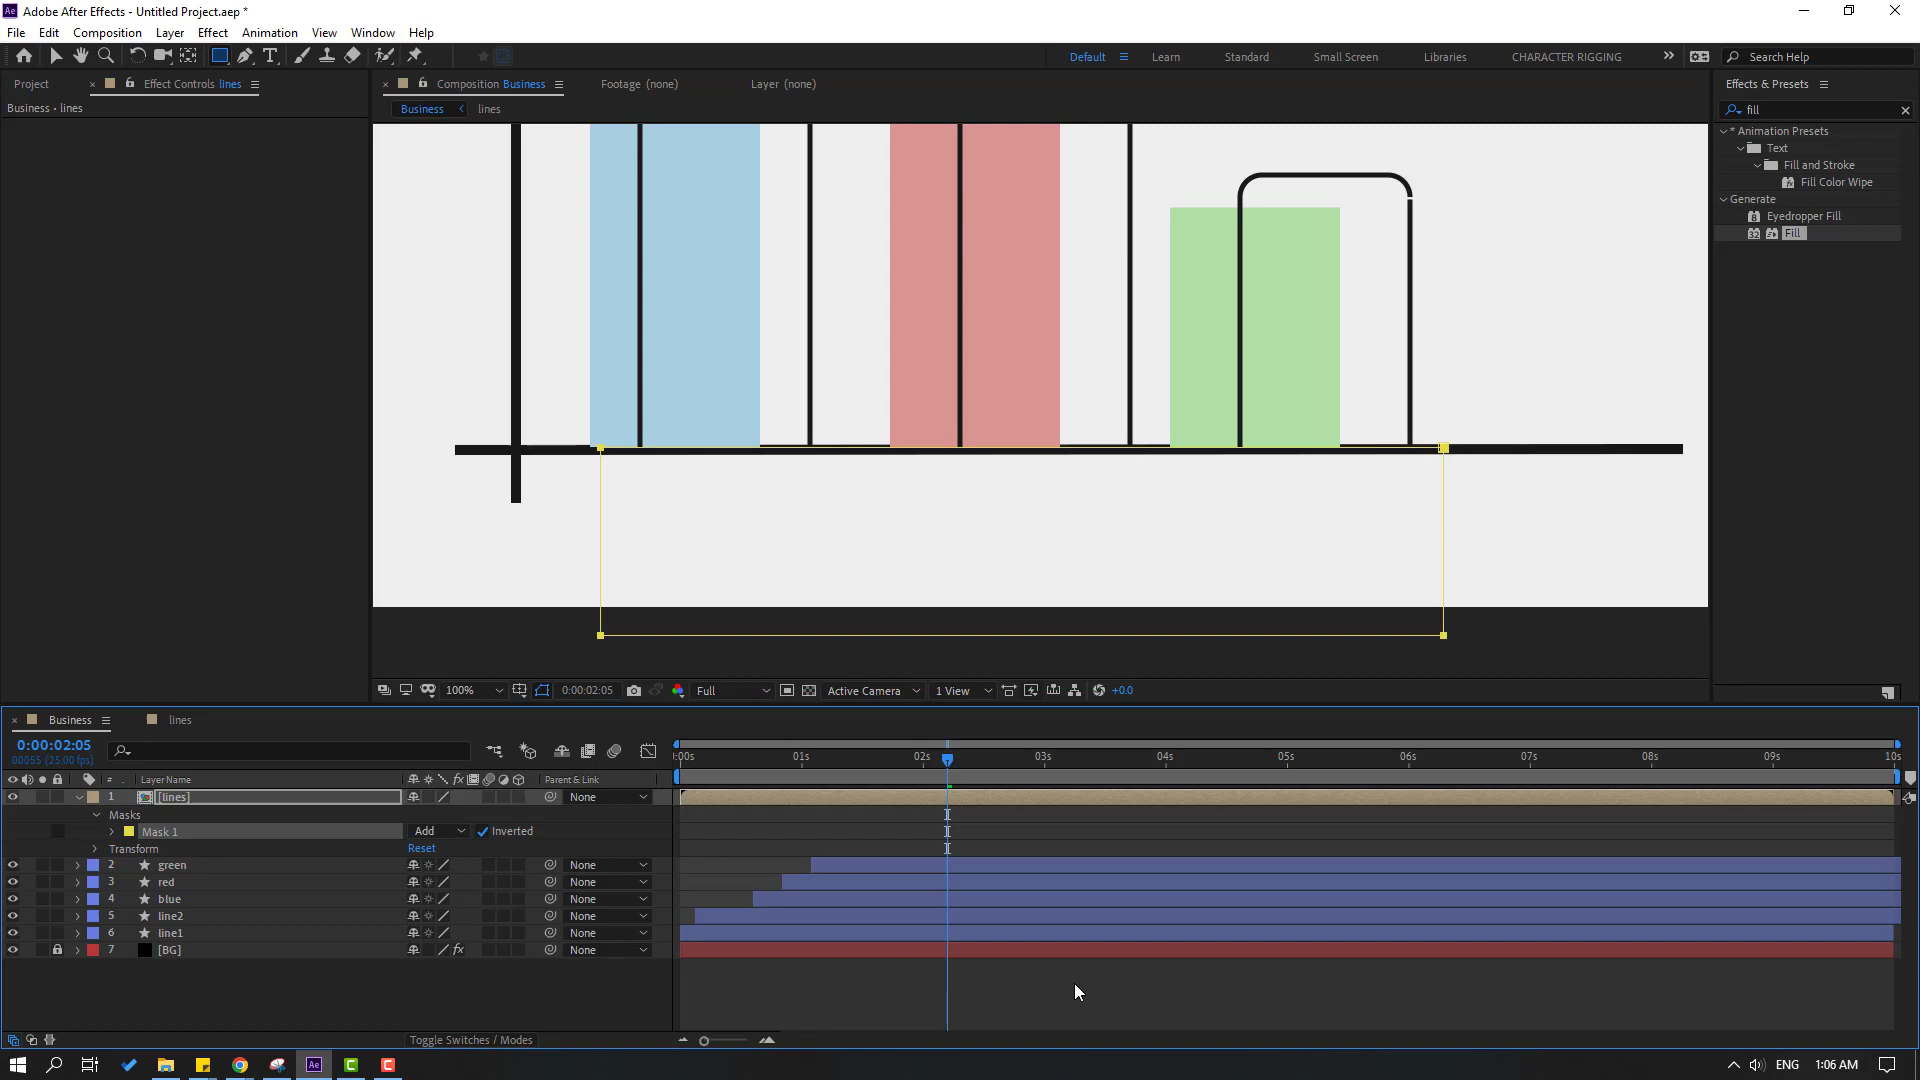 Adobe After Effects - Untitled Project.aep *
File Edit Composition Layer Effect Animation View Window Help
Default Learn Standard Small Screen Libraries CHARACTER RIGGING Search Help
Project Effect Controls lines Composition Business Footage (none) Layer (none) Effects & Presets
Business • lines
Business lines
fill
* Animation Presets
Text
Fill and Stroke
Fill Color Wipe
Generate
Eyedropper Fill
Fill
100% 0:00:02:05 Full Active Camera 1 View +0.0
Business lines
0:00:02:05
00055 (25.00 fps)
:00s 01s 02s 03s 04s 05s 06s 07s 08s 09s 10s
# Layer Name Parent & Link
1 [lines] None
Masks
Mask 1 Add Inverted
Transform Reset
2 green None
3 red None
4 blue None
5 line2 None
6 line1 None
7 [BG] fx None
Toggle Switches / Modes
ENG 1:06 AM